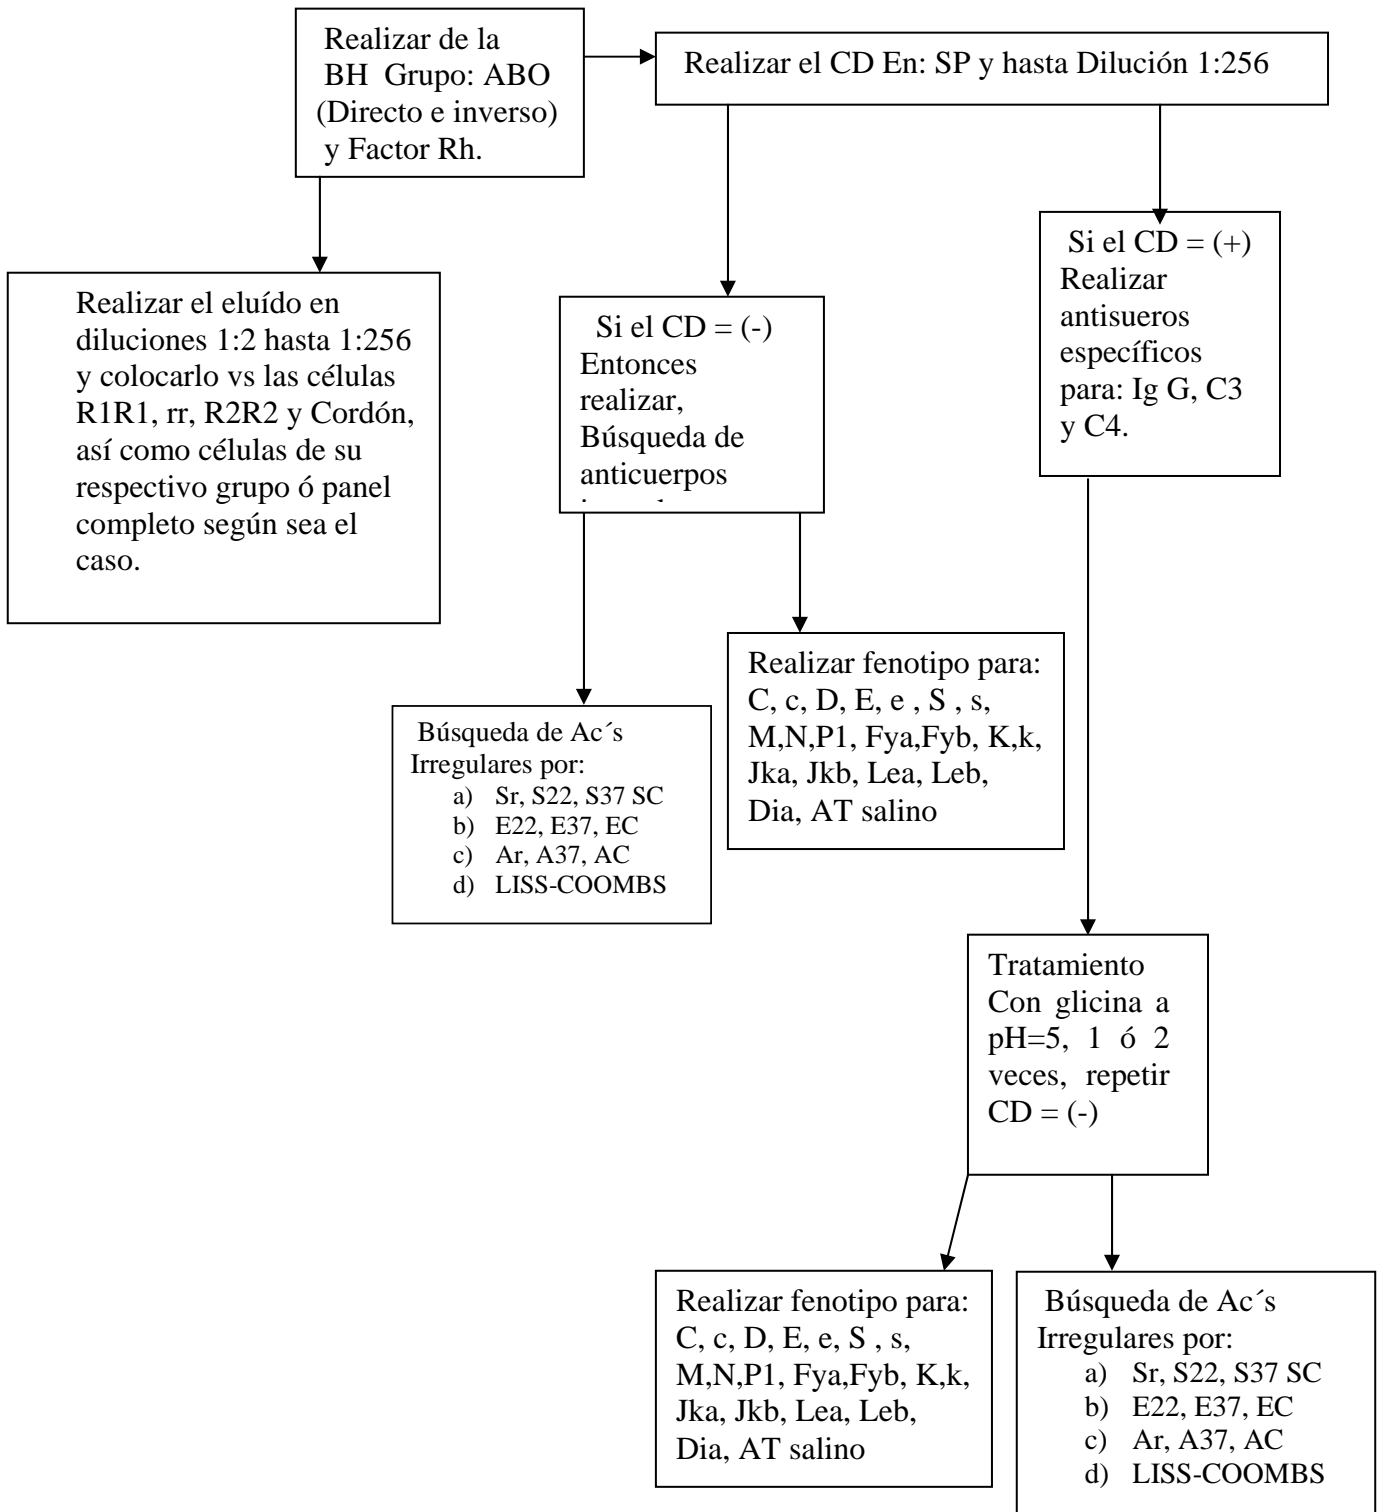 Realizar de la
BH Grupo: ABO
(Directo e inverso)
y Factor Rh.
Realizar el CD En: SP y hasta Dilución 1:256
Realizar el eluído en
diluciones 1:2 hasta 1:256
y colocarlo vs las células
R1R1, rr, R2R2 y Cordón,
así como células de su
respectivo grupo ó panel
completo según sea el
caso.
Si el CD = (-)
Entonces
realizar,
Búsqueda de
anticuerpos
Si el CD = (+)
Realizar
antisueros
específicos
para: Ig G, C3
y C4.
Búsqueda de Ac´s
Irregulares por:
a) Sr, S22, S37 SC
b) E22, E37, EC
c) Ar, A37, AC
d) LISS-COOMBS
Realizar fenotipo para:
C, c, D, E, e , S , s,
M,N,P1, Fya,Fyb, K,k,
Jka, Jkb, Lea, Leb,
Dia, AT salino
Tratamiento
Con glicina a
pH=5, 1 ó 2
veces, repetir
CD = (-)
Realizar fenotipo para:
C, c, D, E, e, S , s,
M,N,P1, Fya,Fyb, K,k,
Jka, Jkb, Lea, Leb,
Dia, AT salino
Búsqueda de Ac´s
Irregulares por:
a) Sr, S22, S37 SC
b) E22, E37, EC
c) Ar, A37, AC
d) LISS-COOMBS